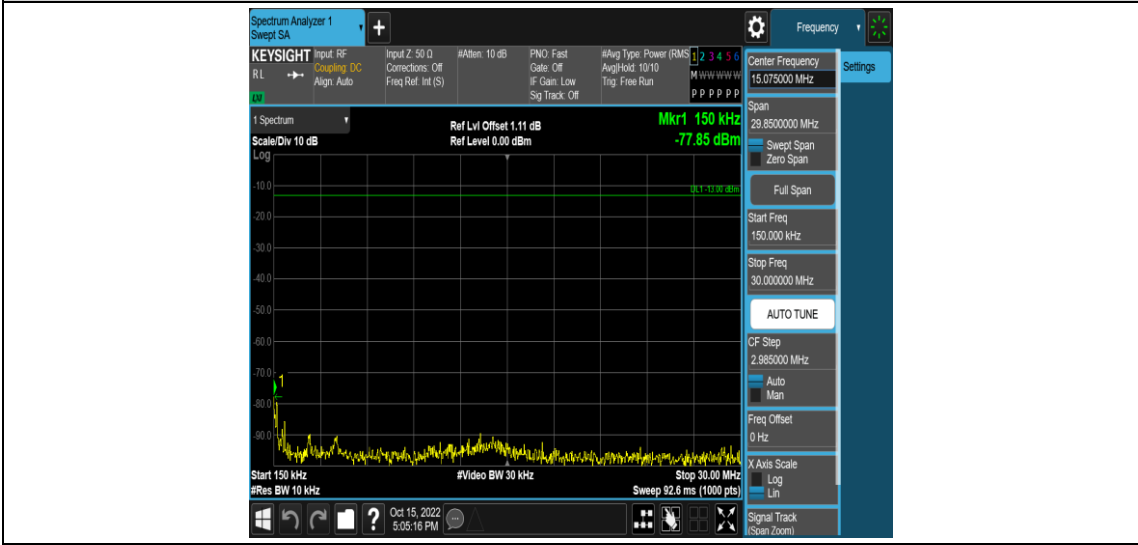 Spectrum Analyzer 1
Swept SA
+
Frequency
KEYSIGHT
RL
LXI
Input: RF
Coupling: DC
Align: Auto
Input Z: 50 Ω
Corrections: Off
Freq Ref: Int (S)
#Atten: 10 dB
PNO: Fast
Gate: Off
IF Gain: Low
Sig Track: Off
#Avg Type: Power (RMS
Avg|Hold: 10/10
Trig: Free Run
1 2 3 4 5 6
M W W W W W
P P P P P P
1 Spectrum
Scale/Div 10 dB
Log
Ref Lvl Offset 1.11 dB
Ref Level 0.00 dBm
Mkr1 150 kHz
-77.85 dBm
DL1 -13.00 dBm
-10.0
-20.0
-30.0
-40.0
-50.0
-60.0
-70.0
-80.0
-90.0
1
Start 150 kHz
#Res BW 10 kHz
#Video BW 30 kHz
Stop 30.00 MHz
Sweep 92.6 ms (1000 pts)
?
Oct 15, 2022
5:05:16 PM
Center Frequency
15.075000 MHz
Settings
Span
29.8500000 MHz
Swept Span
Zero Span
Full Span
Start Freq
150.000 kHz
Stop Freq
30.000000 MHz
AUTO TUNE
CF Step
2.985000 MHz
Auto
Man
Freq Offset
0 Hz
X Axis Scale
Log
Lin
Signal Track
(Span Zoom)